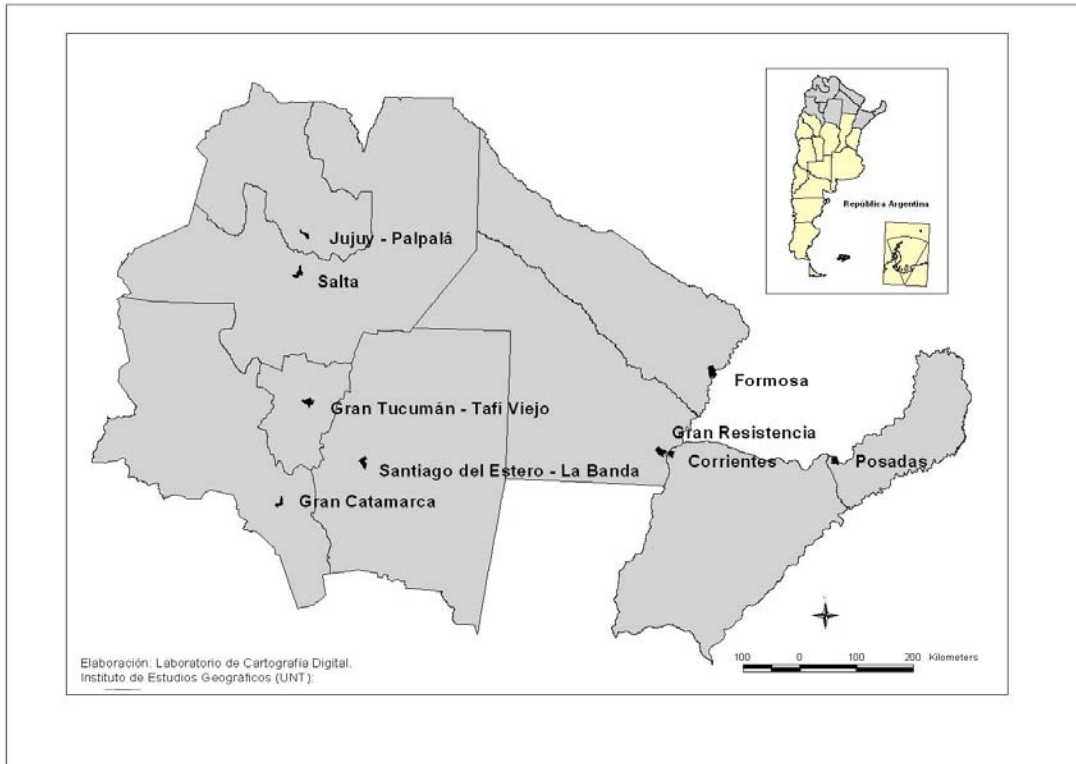 República Argentina
Jujuy - Palpalá
Salta
Formosa
Gran Tucumán - Tafí Viejo
Gran Resistencia
Corrientes
Posadas
Santiago del Estero - La Banda
Gran Catamarca
Elaboración: Laboratorio de Cartografía Digital.
Instituto de Estudios Geográficos (UNT):
100 0 100 200 Kilometers